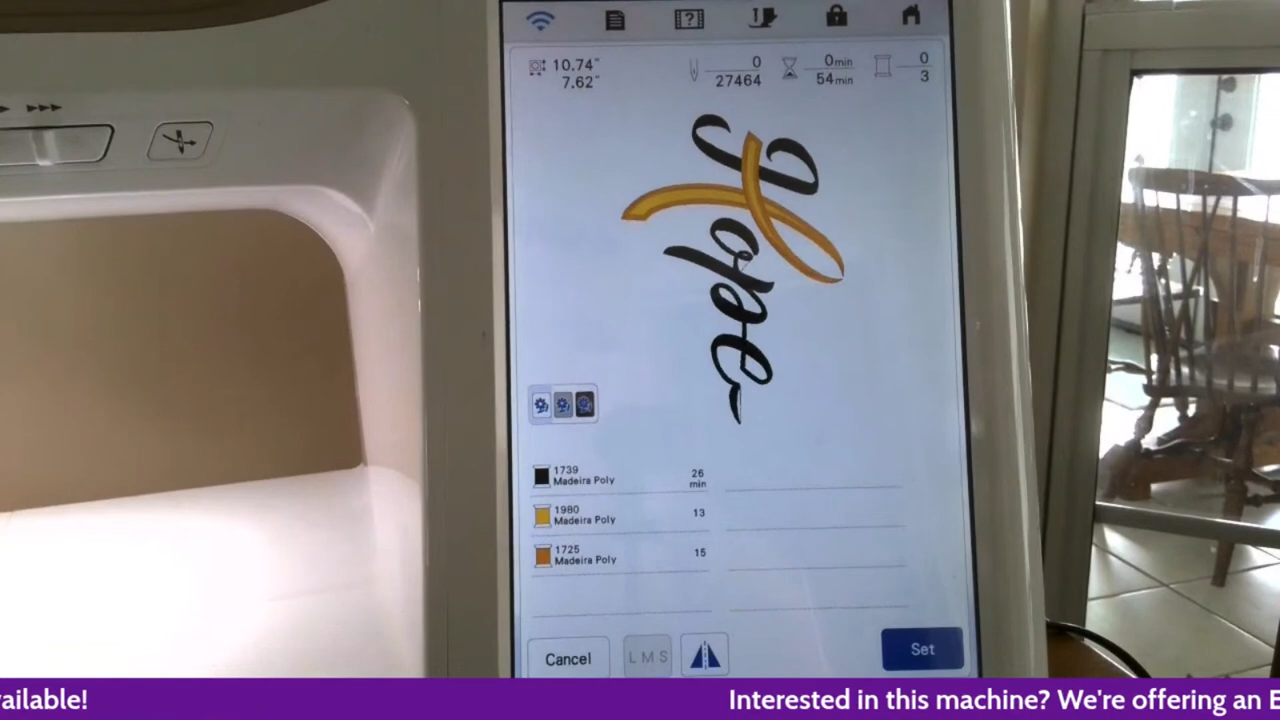 10.74"
7.62"
0
27464
0min
54min
0
3
Hope
1739
Madeira Poly
26
min
1980
Madeira Poly
13
1725
Madeira Poly
15
Cancel
L M S
Set
vailable!
Interested in this machine? We're offering an E